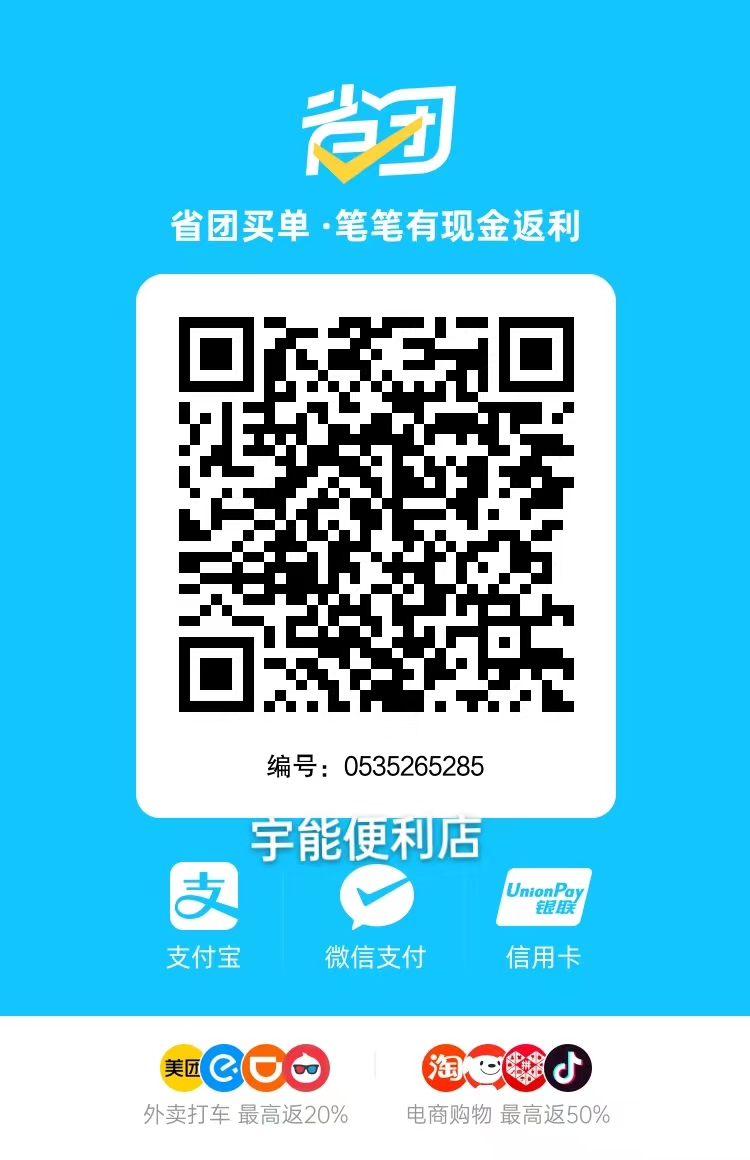 省团
省团买单·笔笔有现金返利
编号：0535265285
宇能便利店
支
UnionPay
银联
支付宝
微信支付
信用卡
美团
淘
拼
外卖打车 最高返20%
电商购物 最高返50%